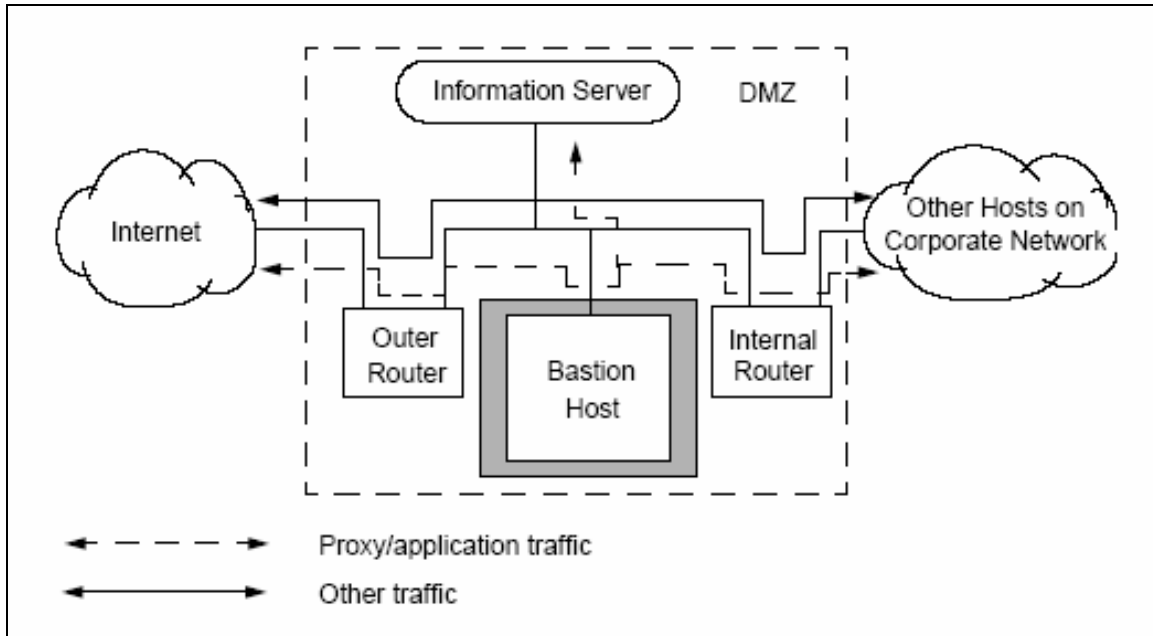 Information Server
DMZ
Internet
Other Hosts on
Corporate Network
Outer
Router
Bastion
Host
Internal
Router
Proxy/application traffic
Other traffic